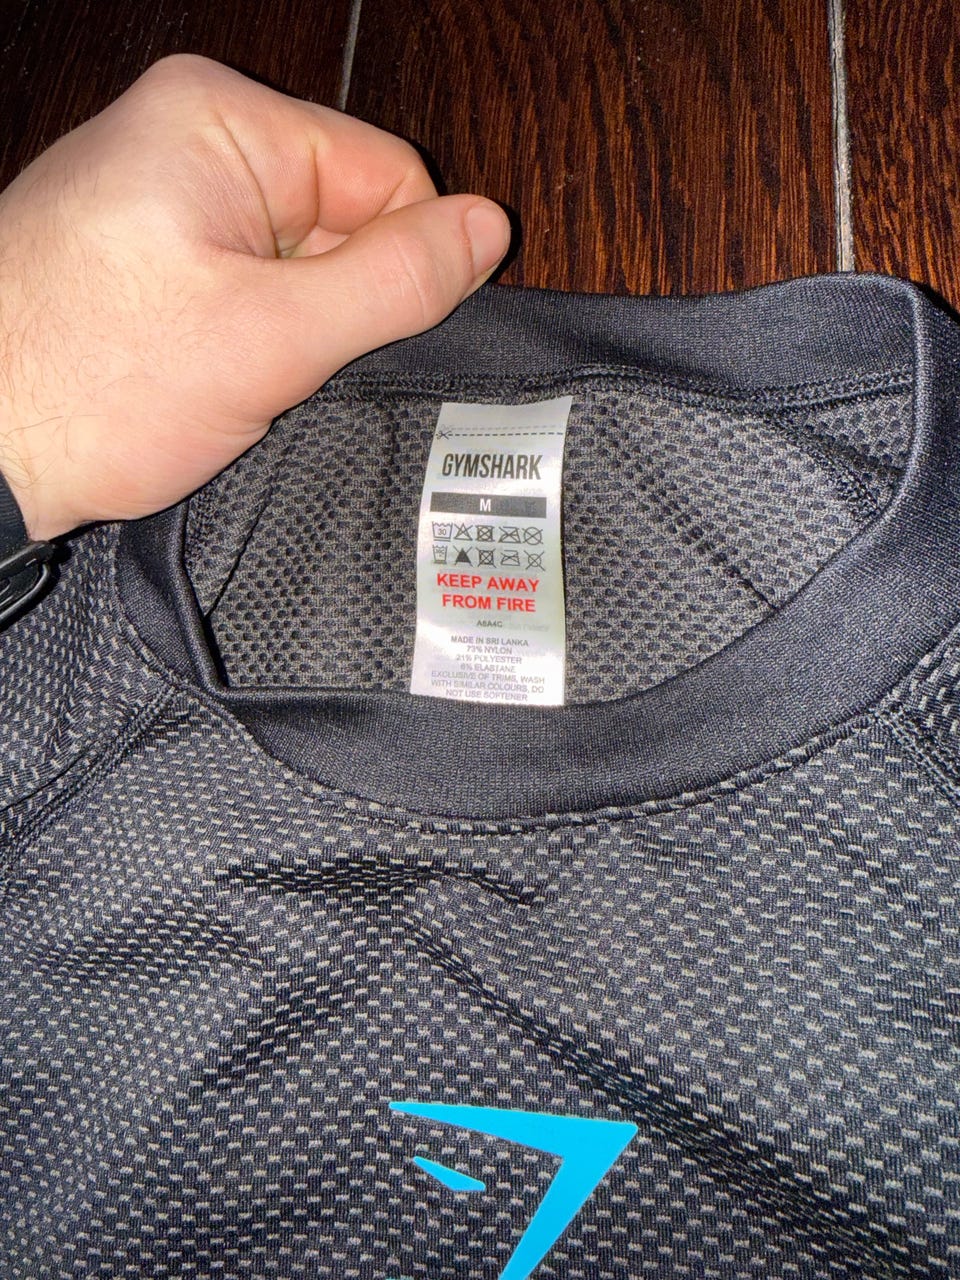 GYMSHARK
M
30
KEEP AWAY
FROM FIRE
A6A4C
MADE IN SRI LANKA
73% NYLON
21% POLYESTER
6% ELASTANE
EXCLUSIVE OF TRIMS, WASH
WITH SIMILAR COLOURS, DO
NOT USE SOFTENER